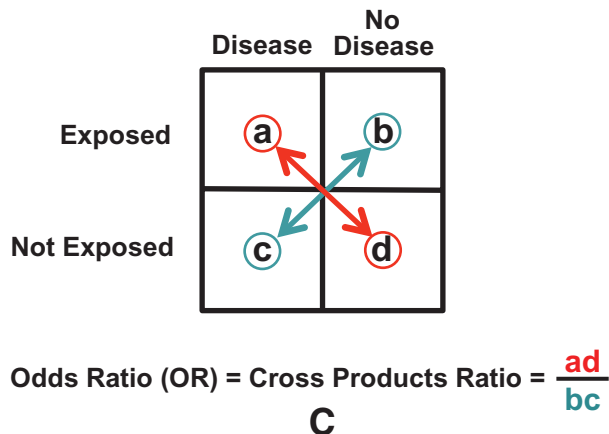 Disease No Disease
Exposed a b
Not Exposed c d
Odds Ratio (OR) = Cross Products Ratio = ad/bc
C